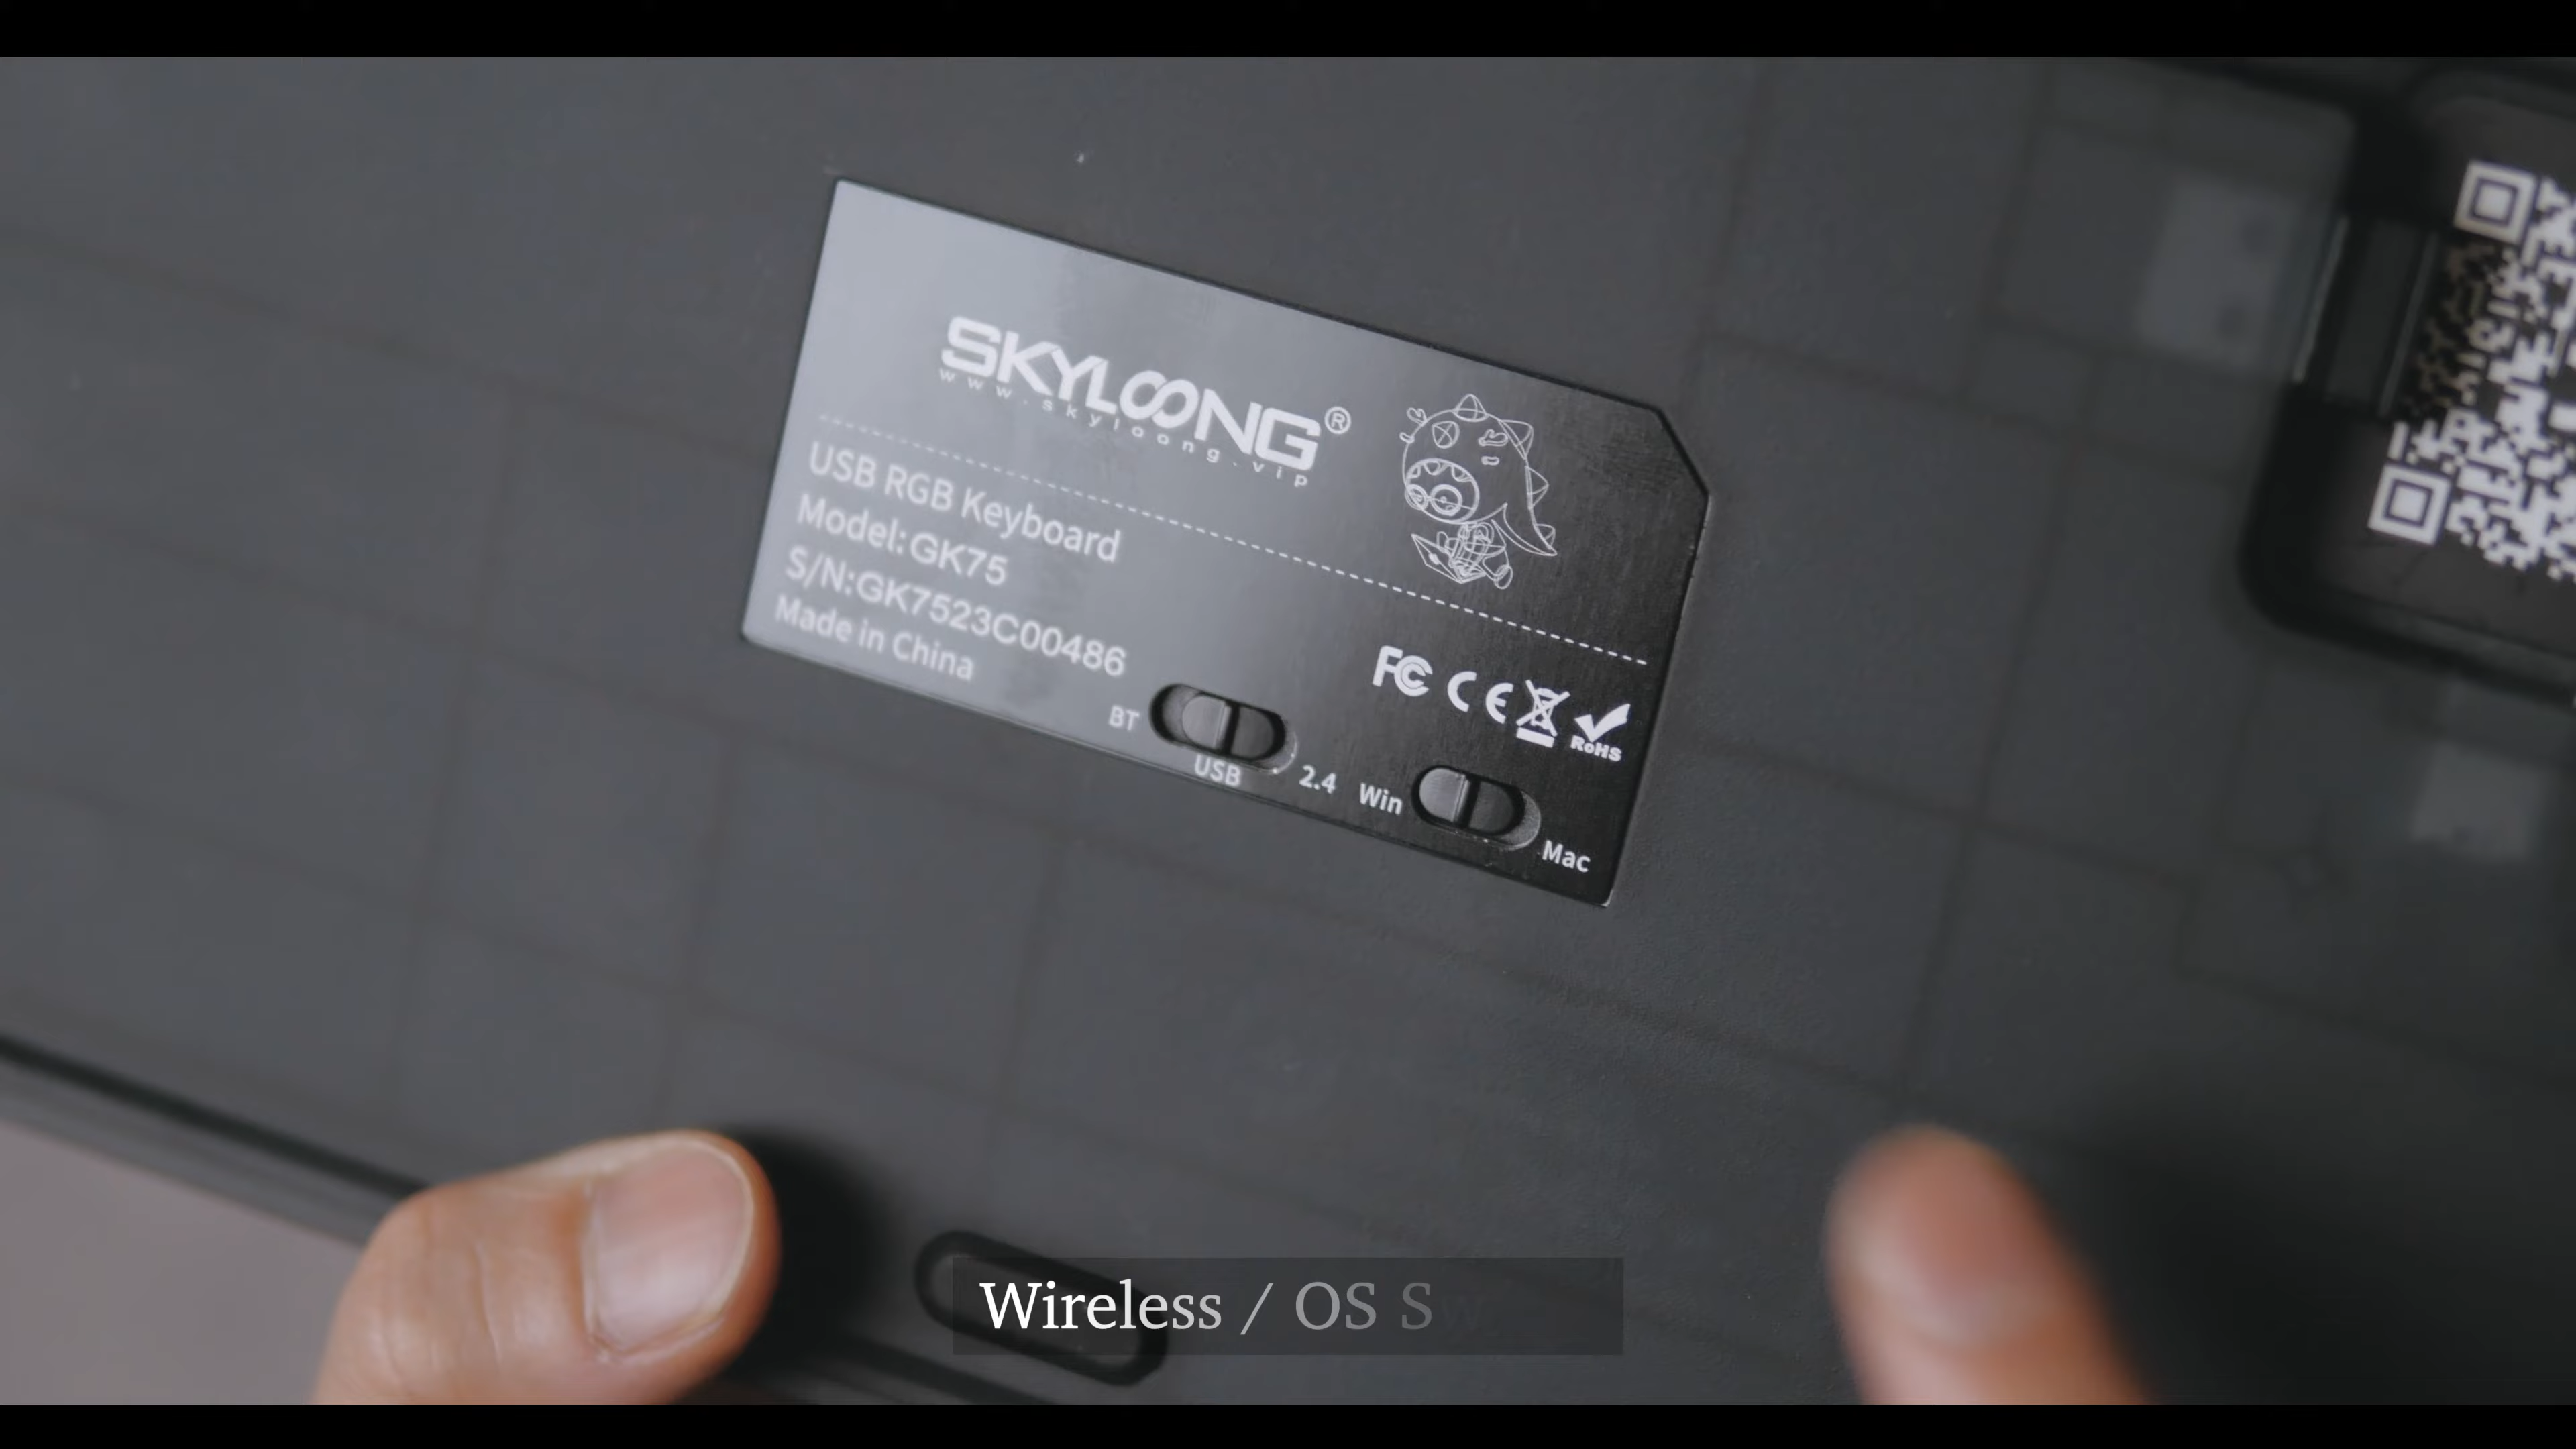 SKYLOONG®
www.skyloong.vip
USB RGB Keyboard
Model: GK75
S/N:GK7523C00486
Made in China
FC CE
RoHS
BT
USB
2.4
Win
Mac
Wireless / OS Sw